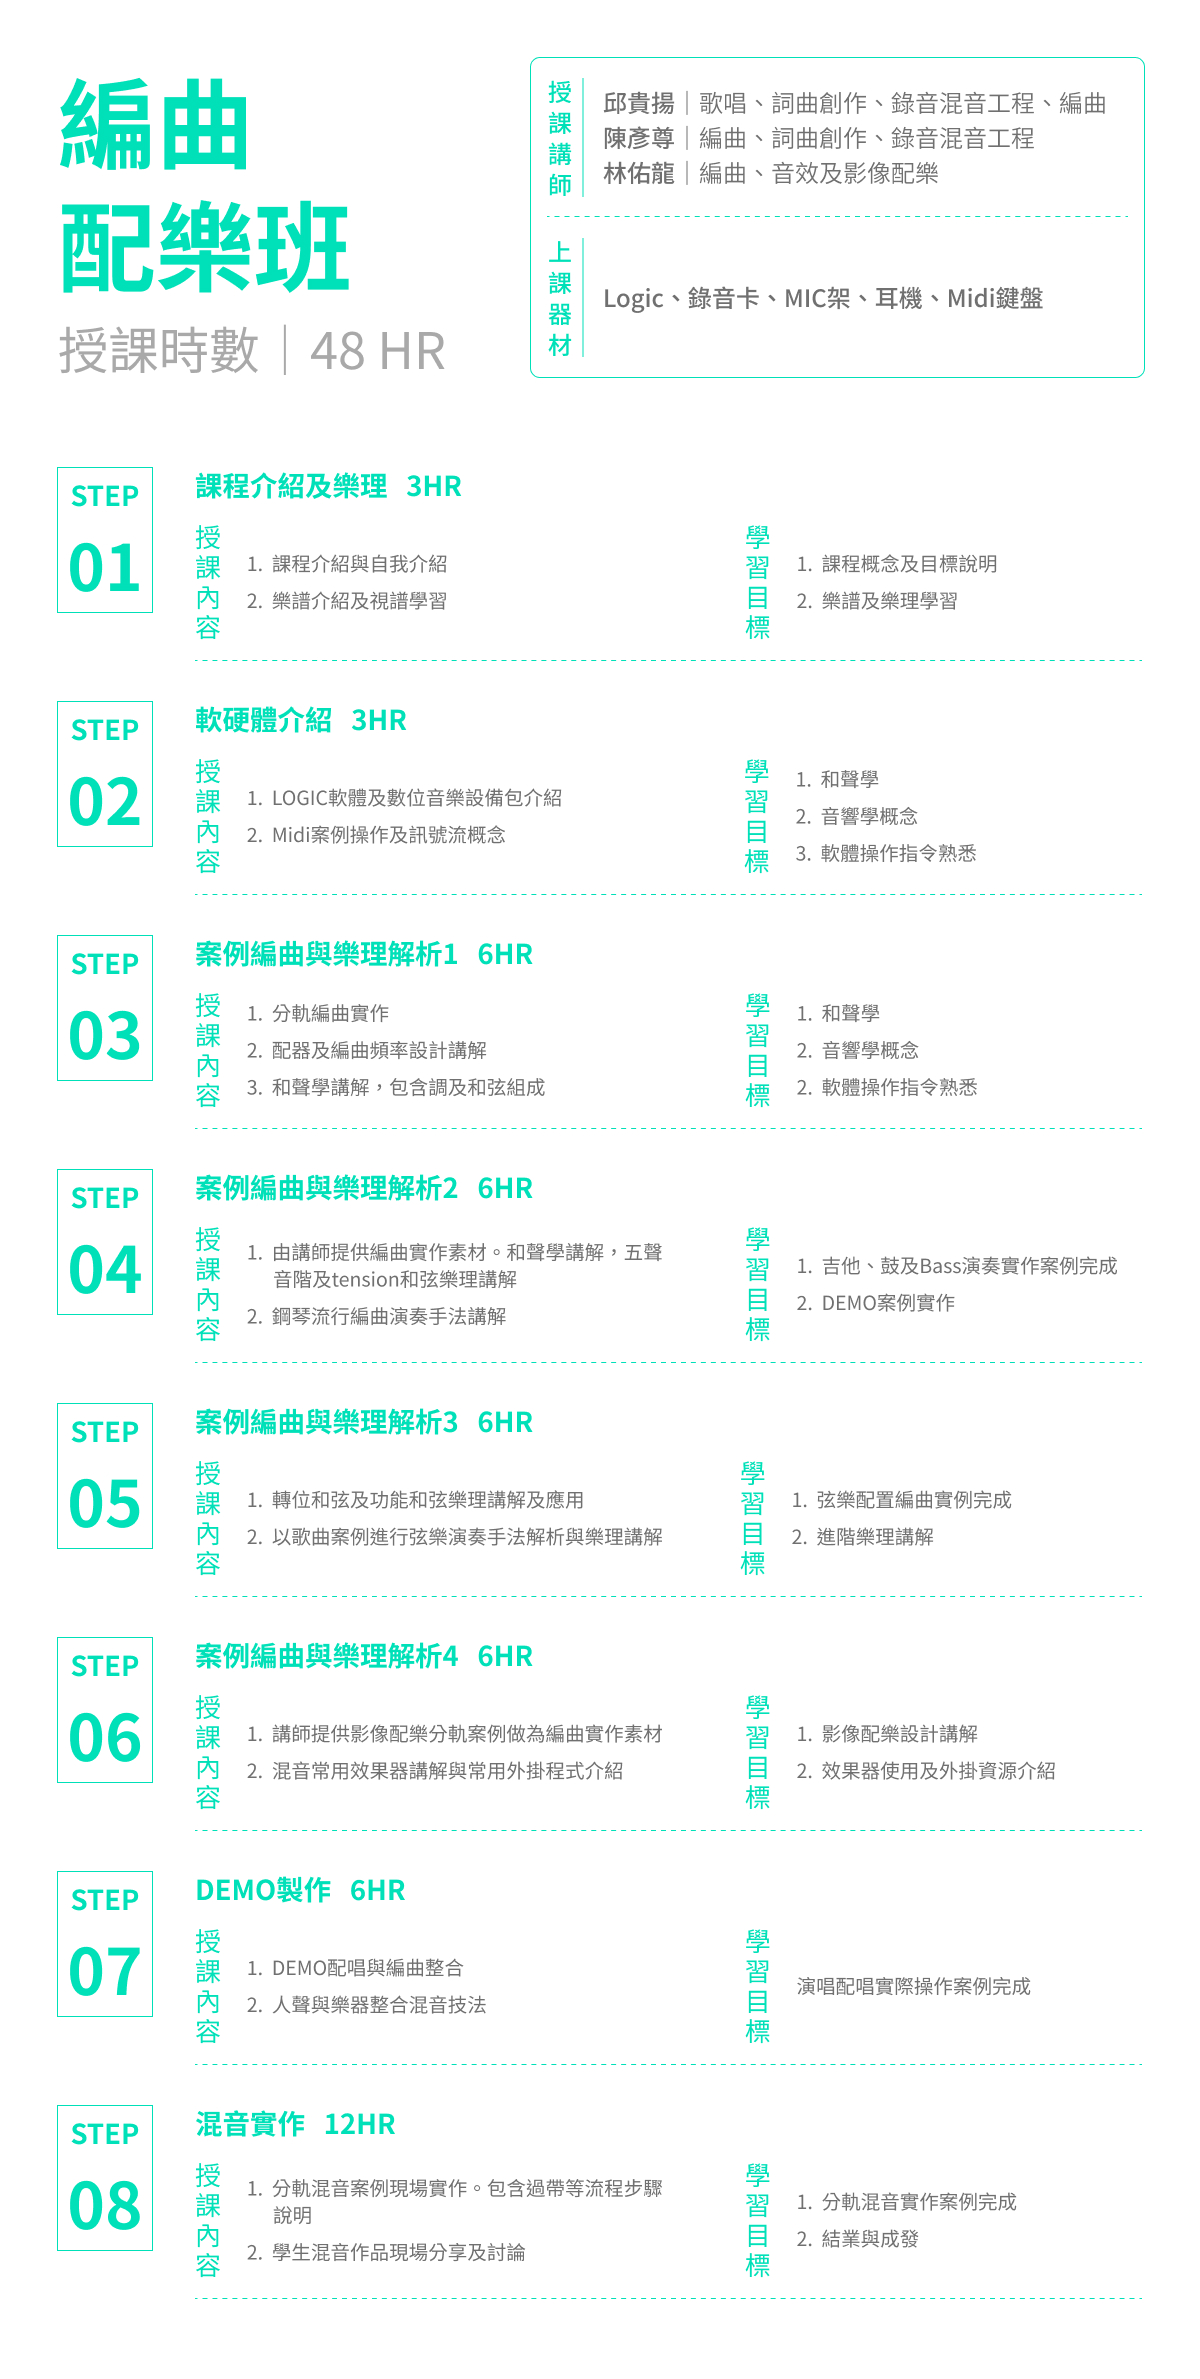 編曲
配樂班
授課時數｜48 HR
授課講師
邱貴揚｜歌唱、詞曲創作、錄音混音工程、編曲
陳彥尊｜編曲、詞曲創作、錄音混音工程
林佑龍｜編曲、音效及影像配樂
上課器材
Logic、錄音卡、MIC架、耳機、Midi鍵盤
STEP
01
課程介紹及樂理 3HR
授課內容
1. 課程介紹與自我介紹
2. 樂譜介紹及視譜學習
學習目標
1. 課程概念及目標說明
2. 樂譜及樂理學習
STEP
02
軟硬體介紹 3HR
授課內容
1. LOGIC軟體及數位音樂設備包介紹
2. Midi案例操作及訊號流概念
學習目標
1. 和聲學
2. 音響學概念
3. 軟體操作指令熟悉
STEP
03
案例編曲與樂理解析1 6HR
授課內容
1. 分軌編曲實作
2. 配器及編曲頻率設計講解
3. 和聲學講解，包含調及和弦組成
學習目標
1. 和聲學
2. 音響學概念
2. 軟體操作指令熟悉
STEP
04
案例編曲與樂理解析2 6HR
授課內容
1. 由講師提供編曲實作素材。和聲學講解，五聲
音階及tension和弦樂理講解
2. 鋼琴流行編曲演奏手法講解
學習目標
1. 吉他、鼓及Bass演奏實作案例完成
2. DEMO案例實作
STEP
05
案例編曲與樂理解析3 6HR
授課內容
1. 轉位和弦及功能和弦樂理講解及應用
2. 以歌曲案例進行弦樂演奏手法解析與樂理講解
學習目標
1. 弦樂配置編曲實例完成
2. 進階樂理講解
STEP
06
案例編曲與樂理解析4 6HR
授課內容
1. 講師提供影像配樂分軌案例做為編曲實作素材
2. 混音常用效果器講解與常用外掛程式介紹
學習目標
1. 影像配樂設計講解
2. 效果器使用及外掛資源介紹
STEP
07
DEMO製作 6HR
授課內容
1. DEMO配唱與編曲整合
2. 人聲與樂器整合混音技法
學習目標
演唱配唱實際操作案例完成
STEP
08
混音實作 12HR
授課內容
1. 分軌混音案例現場實作。包含過帶等流程步驟
說明
2. 學生混音作品現場分享及討論
學習目標
1. 分軌混音實作案例完成
2. 結業與成發